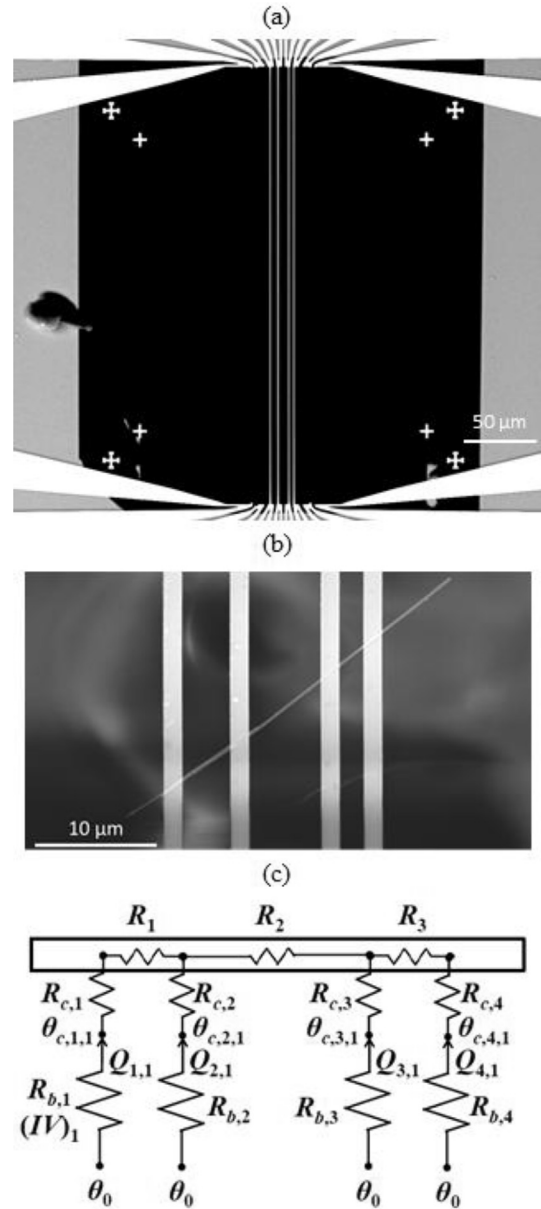 (a)
50 μm
(b)
10 μm
(c)
R1 R2 R3
Rc,1 Rc,2 Rc,3 Rc,4
θc,1,1 θc,2,1 θc,3,1 θc,4,1
Q1,1 Q2,1 Q3,1 Q4,1
Rb,1 Rb,2 Rb,3 Rb,4
(IV)1
θ0 θ0 θ0 θ0